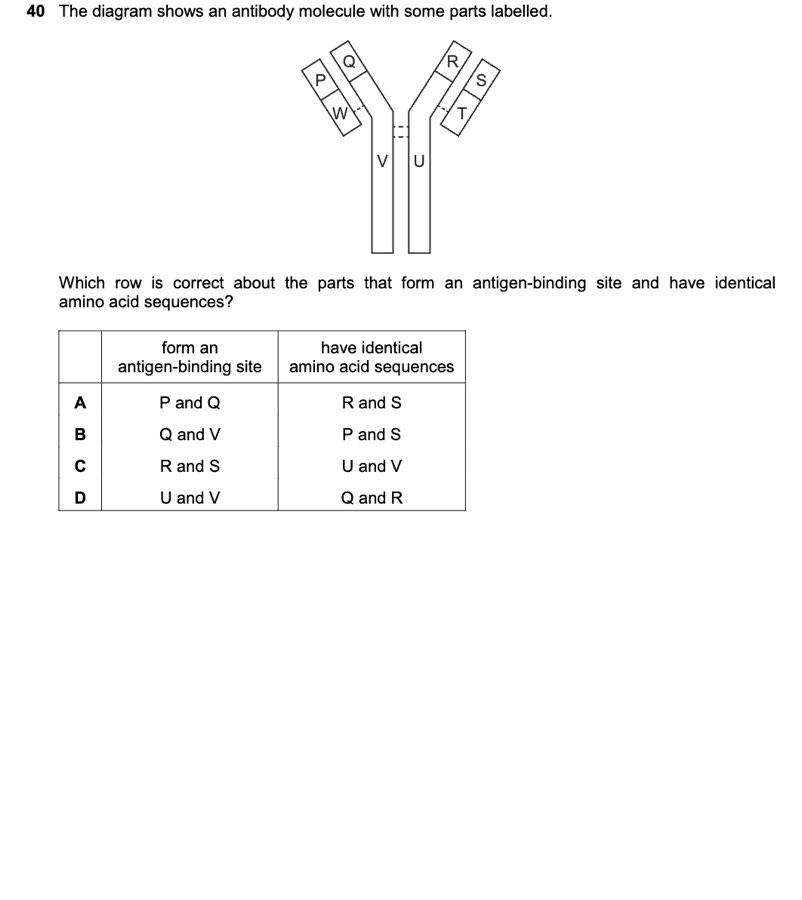 40 The diagram shows an antibody molecule with some parts labelled.
Q R
P S
W T
V U
Which row is correct about the parts that form an antigen-binding site and have identical
amino acid sequences?
form an have identical
antigen-binding site amino acid sequences
A P and Q R and S
B Q and V P and S
C R and S U and V
D U and V Q and R